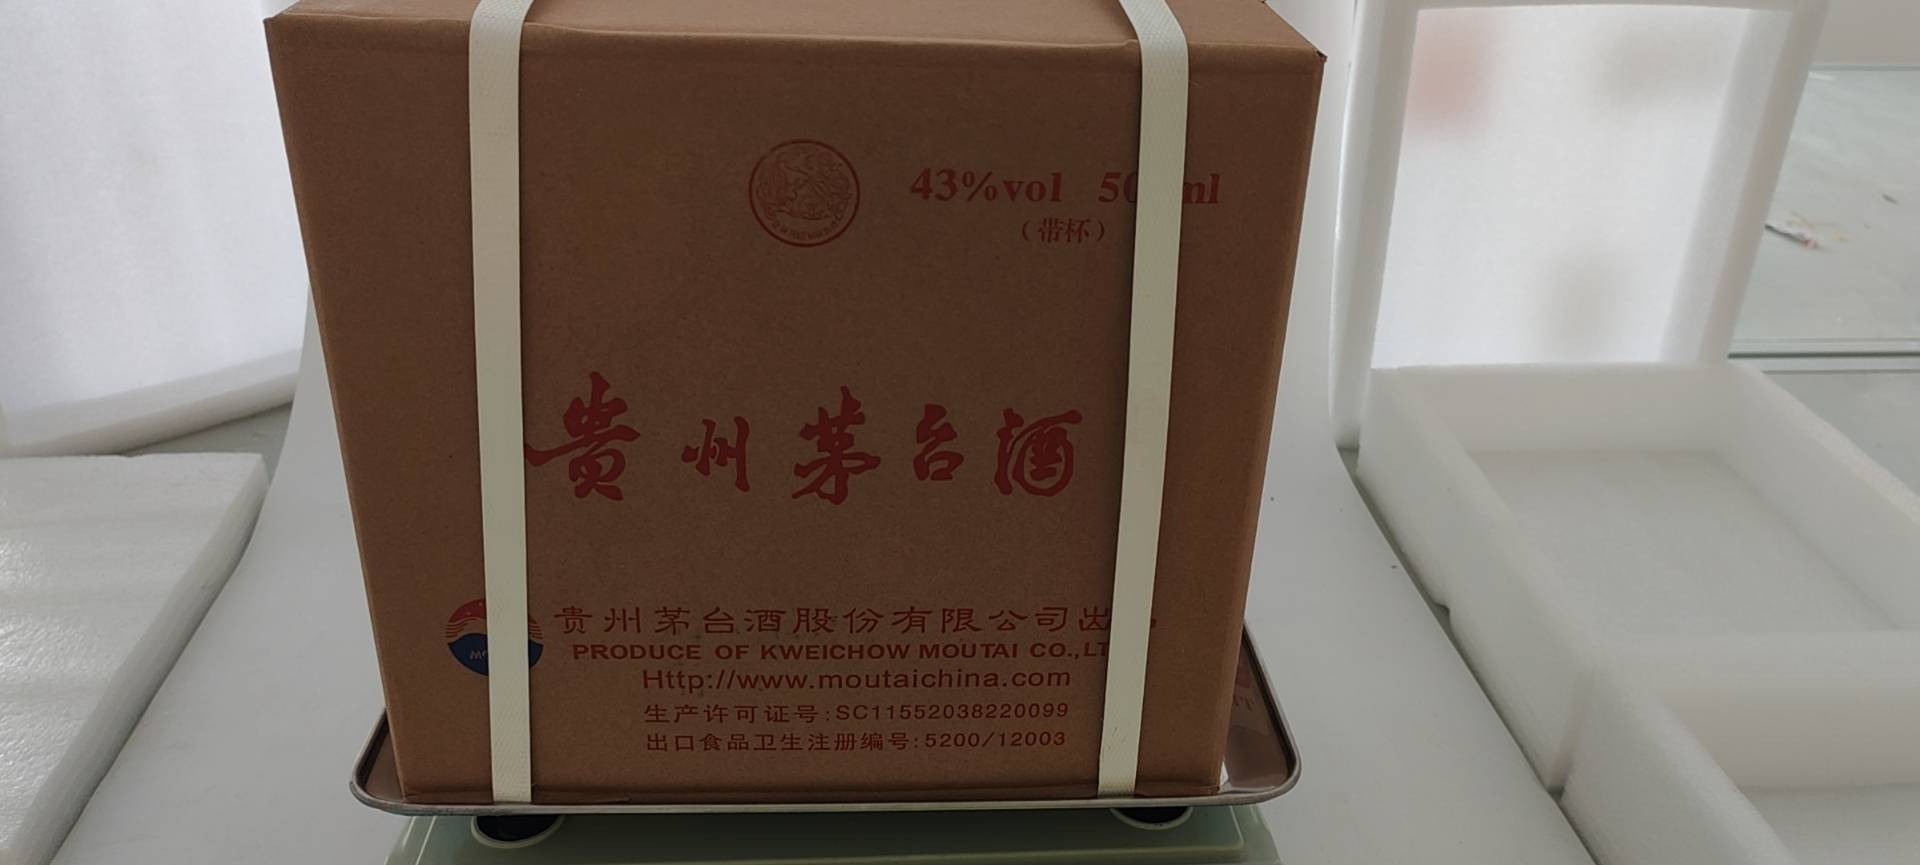 43%vol 50 ml
（带杯）
贵州茅台酒
贵州茅台酒股份有限公司出
PRODUCE OF KWEICHOW MOUTAI CO.,LT
Http://www.moutaichina.com
生产许可证号:SC11552038220099
出口食品卫生注册编号:5200/12003